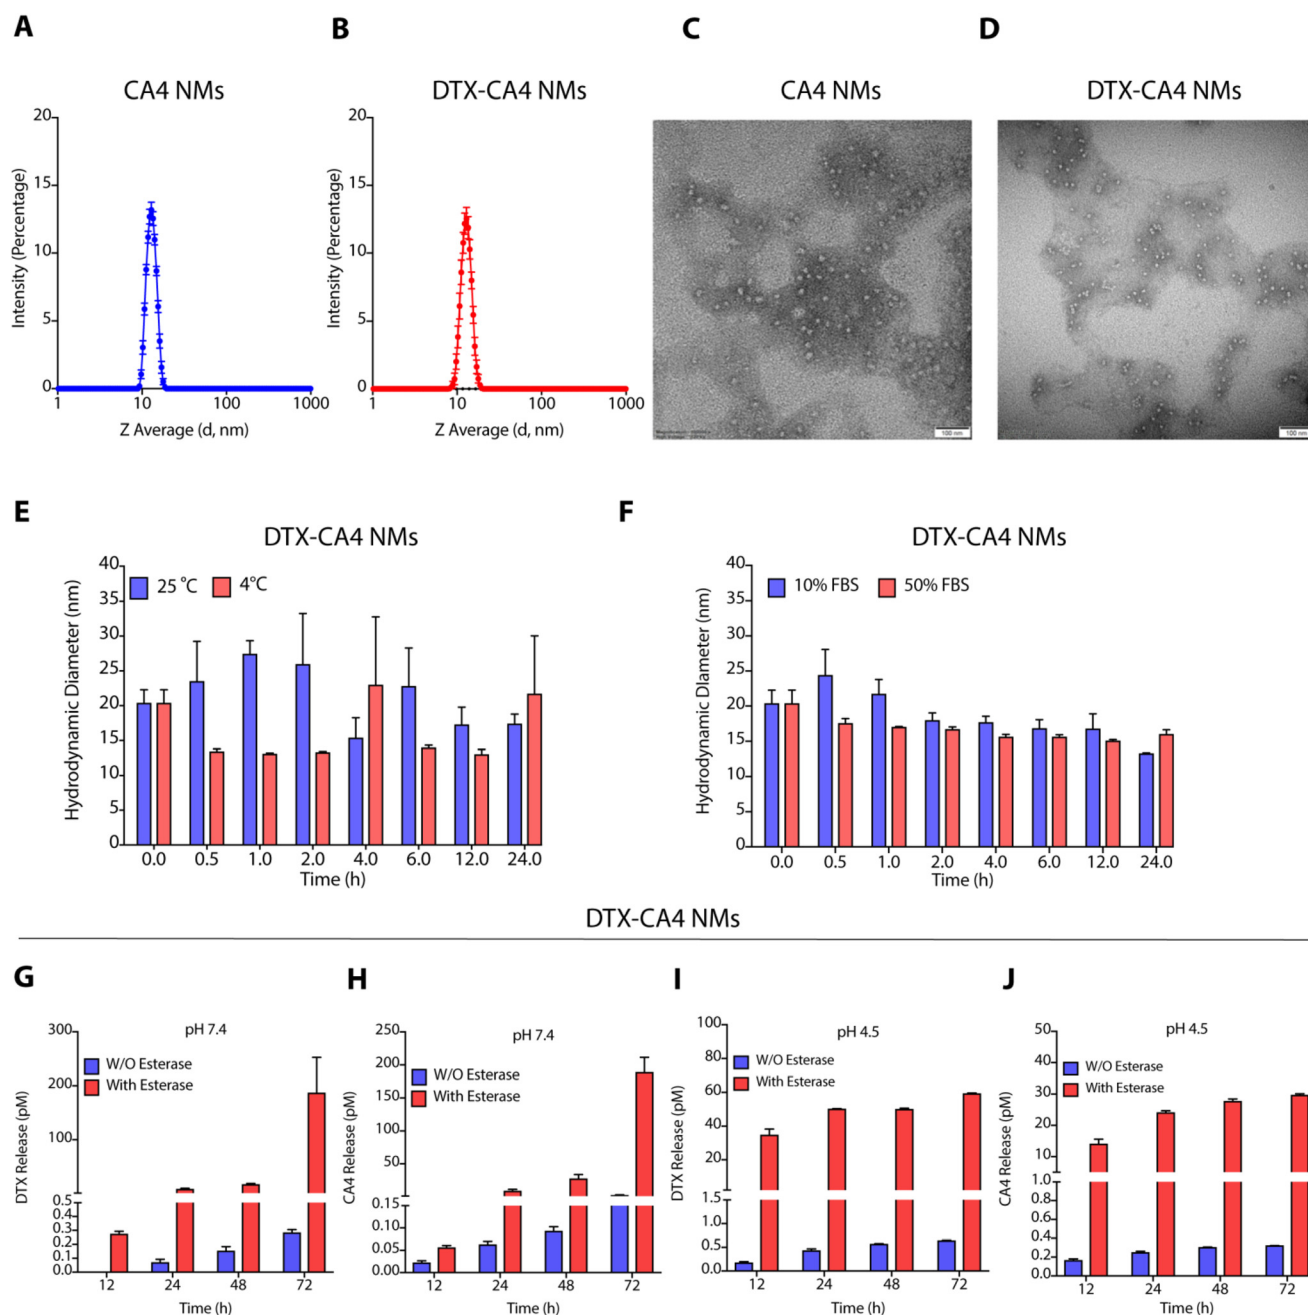 A
B
C
D
CA4 NMs
DTX-CA4 NMs
CA4 NMs
DTX-CA4 NMs
Intensity (Percentage)
20
15
10
5
0
1 10 100 1000
Z Average (d, nm)
Intensity (Percentage)
20
15
10
5
0
1 10 100 1000
Z Average (d, nm)
100 nm
100 nm
E
DTX-CA4 NMs
25 °C 4°C
Hydrodynamic Diameter (nm)
40
35
30
25
20
15
10
5
0
0.0 0.5 1.0 2.0 4.0 6.0 12.0 24.0
Time (h)
F
DTX-CA4 NMs
10% FBS 50% FBS
Hydrodynamic Diameter (nm)
40
35
30
25
20
15
10
5
0
0.0 0.5 1.0 2.0 4.0 6.0 12.0 24.0
Time (h)
DTX-CA4 NMs
G
pH 7.4
W/O Esterase
With Esterase
DTX Release (pM)
300
200
100
0.5
0.4
0.3
0.2
0.1
0.0
12 24 48 72
Time (h)
H
pH 7.4
W/O Esterase
With Esterase
CA4 Release (pM)
250
200
150
100
50
0.15
0.10
0.05
0.00
12 24 48 72
Time (h)
I
pH 4.5
W/O Esterase
With Esterase
DTX Release (pM)
100
80
60
40
20
1.5
1.0
0.5
0.0
12 24 48 72
Time (h)
J
pH 4.5
W/O Esterase
With Esterase
CA4 Release (pM)
50
40
30
20
10
1.0
0.8
0.6
0.4
0.2
0.0
12 24 48 72
Time (h)